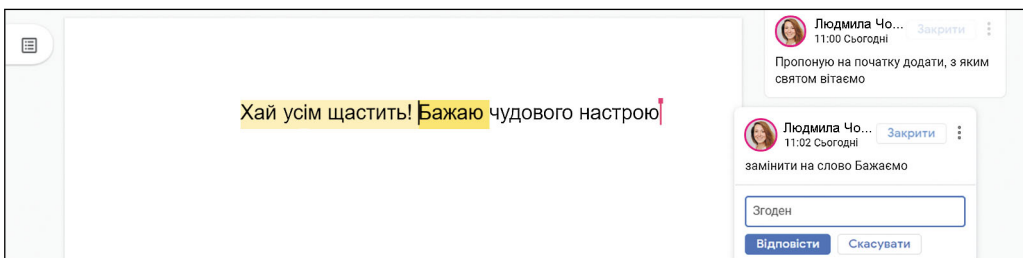 Хай усім щастить! Бажаю чудового настрою
Людмила Чо...
Закрити
11:00 Сьогодні
Пропоную на початку додати, з яким
святом вітаємо
Людмила Чо...
Закрити
11:02 Сьогодні
замінити на слово Бажаємо
Згоден
Відповісти
Скасувати